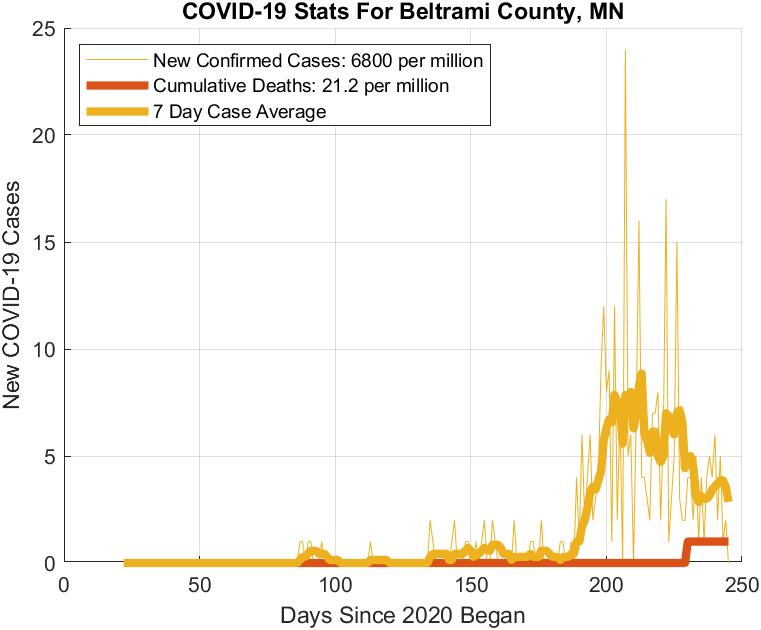 COVID-19 Stats For Beltrami County, MN
25
20
15
10
5
0
New Confirmed Cases: 6800 per million
Cumulative Deaths: 21.2 per million
7 Day Case Average
New COVID-19 Cases
0 50 100 150 200 250
Days Since 2020 Began